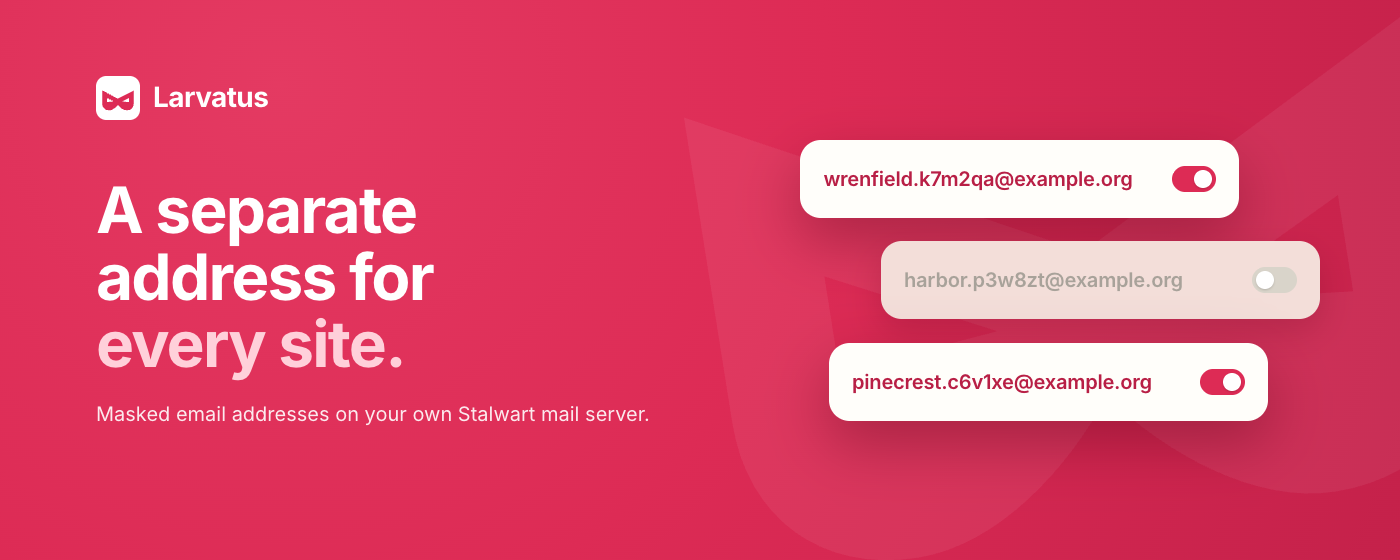 Larvatus
A separate
address for
every site.
Masked email addresses on your own Stalwart mail server.
wrenfield.k7m2qa@example.org
harbor.p3w8zt@example.org
pinecrest.c6v1xe@example.org